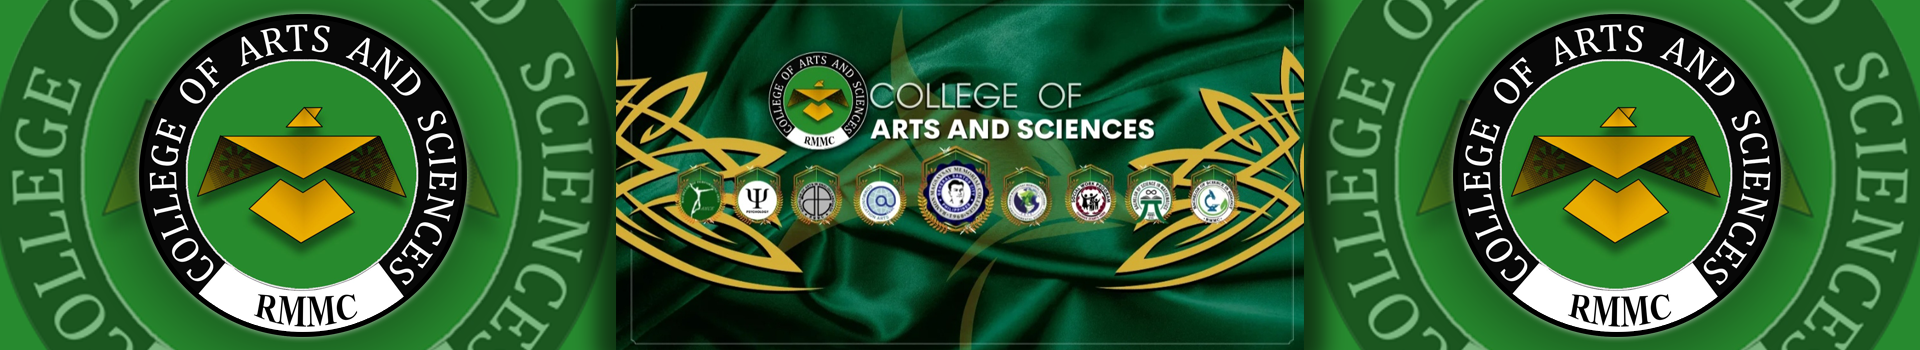 COLLEGE OF ARTS AND SCIENCES
RMMC
COLLEGE OF ARTS AND SCIENCES
RMMC
COLLEGE OF
ARTS AND SCIENCES
PSYCHOLOGY
COLLEGE OF ARTS AND SCIENCES
RMMC